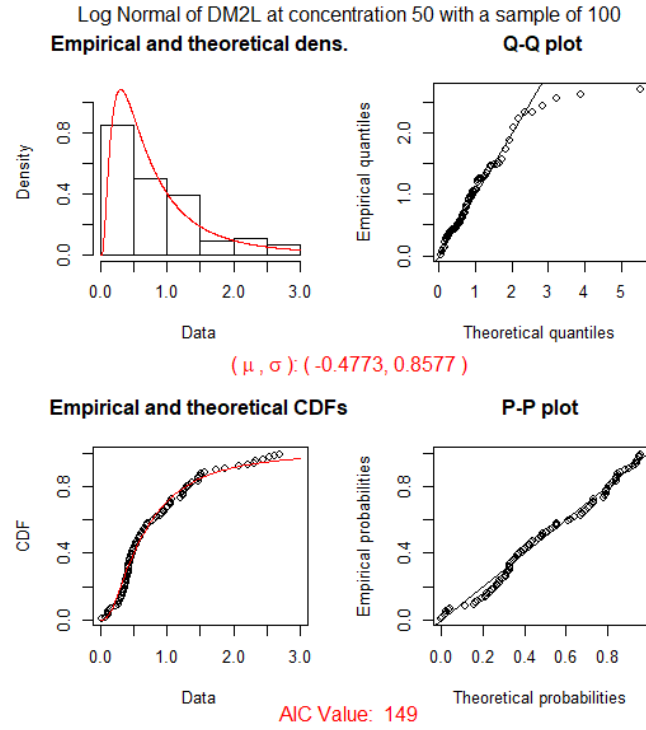 Log Normal of DM2L at concentration 50 with a sample of 100
Empirical and theoretical dens.
Density
0.0 0.4 0.8
0.0 1.0 2.0 3.0
Data
Q-Q plot
Empirical quantiles
0.0 1.0 2.0
0 1 2 3 4 5
Theoretical quantiles
( μ , σ ): ( -0.4773, 0.8577 )
Empirical and theoretical CDFs
CDF
0.0 0.4 0.8
0.0 1.0 2.0 3.0
Data
P-P plot
Empirical probabilities
0.0 0.4 0.8
0.0 0.2 0.4 0.6 0.8
Theoretical probabilities
AIC Value: 149